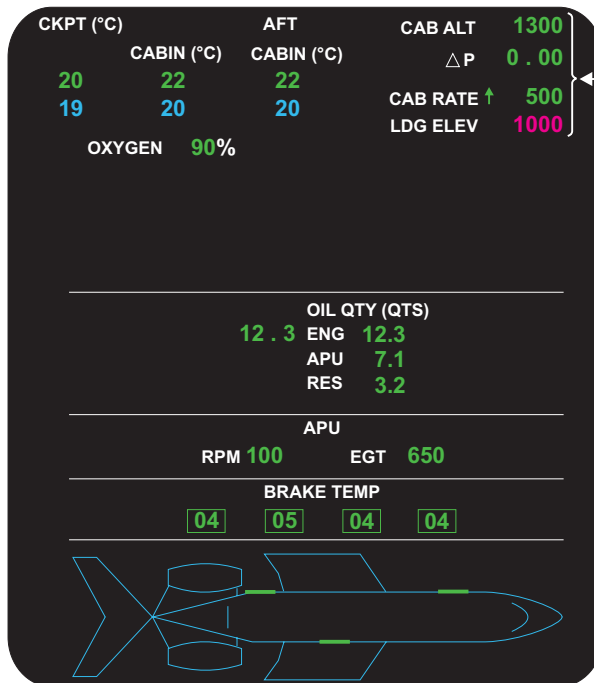 CKPT (°C) AFT CAB ALT 1300
CABIN (°C) CABIN (°C) △P 0.00
20 22 22
19 20 20 CAB RATE ↑ 500
LDG ELEV 1000
OXYGEN 90%
OIL QTY (QTS)
12.3 ENG 12.3
APU 7.1
RES 3.2
APU
RPM 100 EGT 650
BRAKE TEMP
04 05 04 04